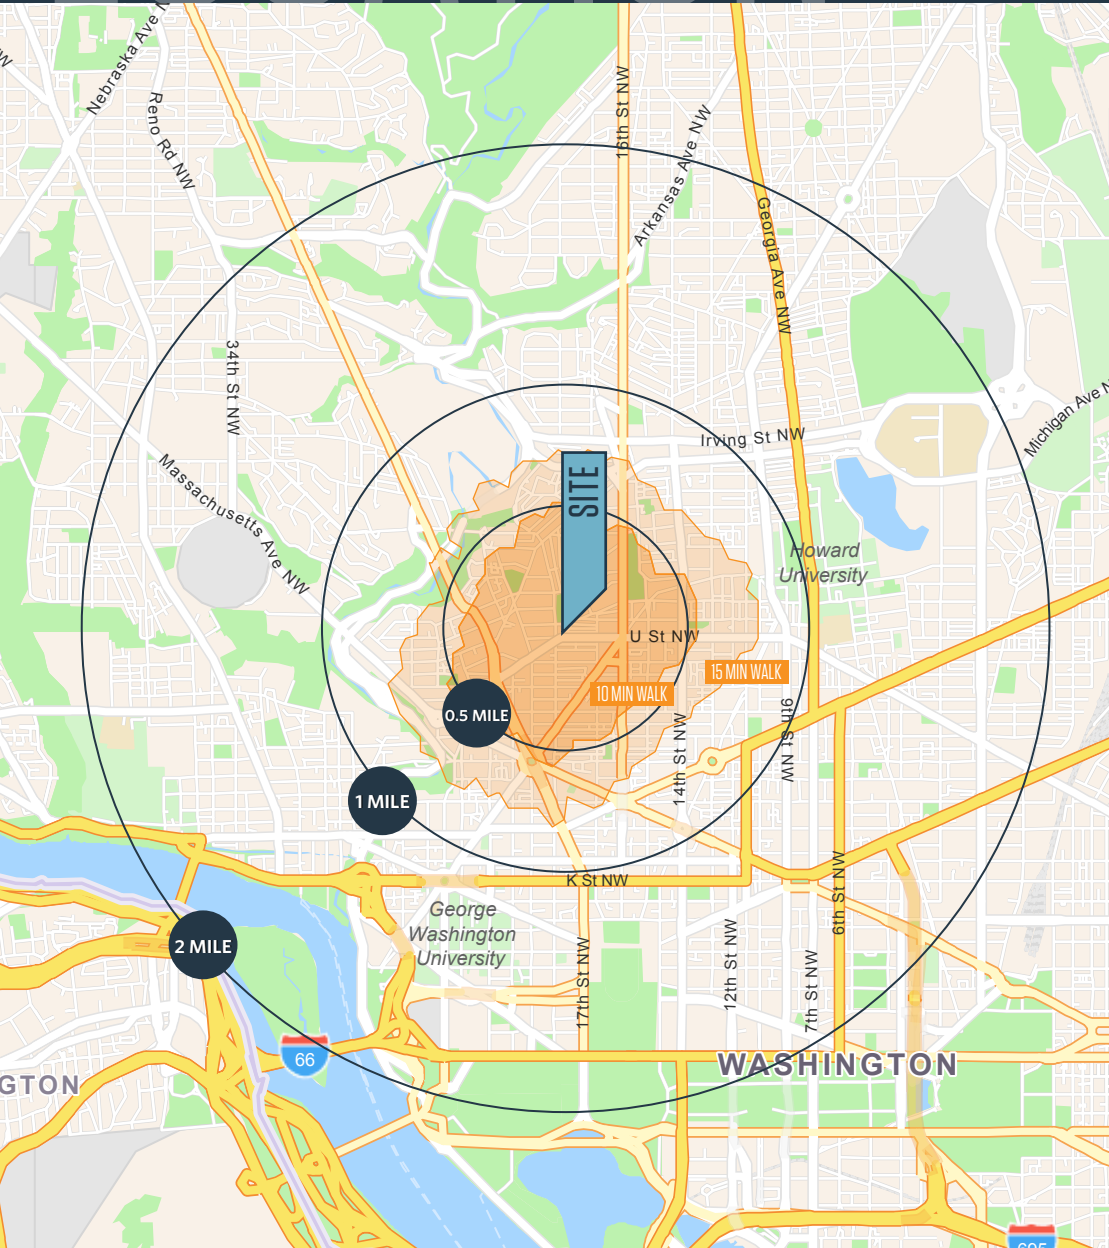 Nebraska Ave N
W
Reno Rd NW
16th St NW
Arkansas Ave NW
Georgia Ave NW
34th St NW
Michigan Ave N
Irving St NW
Massachusetts Ave NW
SITE
Howard
University
U St NW
15 MIN WALK
10 MIN WALK
0.5 MILE
9th St NW
14th St NW
1 MILE
K St NW
6th St NW
George
Washington
University
2 MILE
17th St NW
12th St NW
7th St NW
66
WASHINGTON
GTON